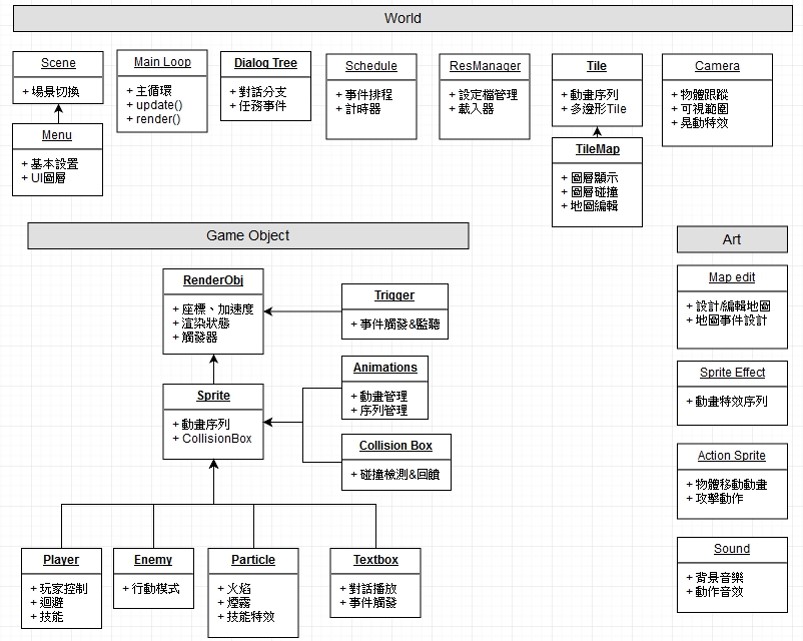 World
Scene
+ 場景切換
Menu
+ 基本設置
+ UI圖層
Main Loop
+ 主循環
+ update()
+ render()
Dialog Tree
+ 對話分支
+ 任務事件
Schedule
+ 事件排程
+ 計時器
ResManager
+ 設定檔管理
+ 載入器
Tile
+ 動畫序列
+ 多邊形Tile
TileMap
+ 圖層顯示
+ 圖層碰撞
+ 地圖編輯
Camera
+ 物體跟蹤
+ 可視範圍
+ 晃動特效
Game Object
RenderObj
+ 座標、加速度
+ 渲染狀態
+ 觸發器
Trigger
+ 事件觸發&監聽
Sprite
+ 動畫序列
+ CollisionBox
Animations
+ 動畫管理
+ 序列管理
Collision Box
+ 碰撞檢測&回饋
Player
+ 玩家控制
+ 迴避
+ 技能
Enemy
+ 行動模式
Particle
+ 火焰
+ 煙霧
+ 技能特效
Textbox
+ 對話播放
+ 事件觸發
Art
Map edit
+ 設計/編輯地圖
+ 地圖事件設計
Sprite Effect
+ 動畫特效序列
Action Sprite
+ 物體移動動畫
+ 攻擊動作
Sound
+ 背景音樂
+ 動作音效